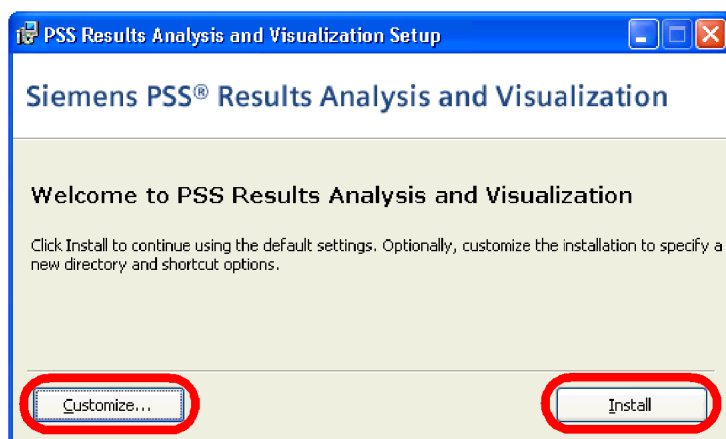 PSS Results Analysis and Visualization Setup
Siemens PSS® Results Analysis and Visualization
Welcome to PSS Results Analysis and Visualization
Click Install to continue using the default settings. Optionally, customize the installation to specify a
new directory and shortcut options.
Customize... Install